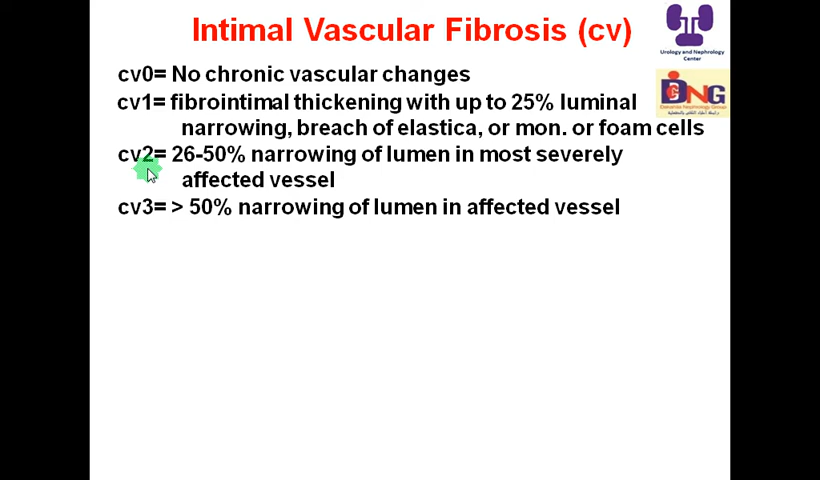 Intimal Vascular Fibrosis (cv)
Urology and Nephrology
Center
cv0= No chronic vascular changes
DNG
cv1= fibrointimal thickening with up to 25% luminal
narrowing, breach of elastica, or mon. or foam cells
cv2= 26-50% narrowing of lumen in most severely
affected vessel
cv3= > 50% narrowing of lumen in affected vessel